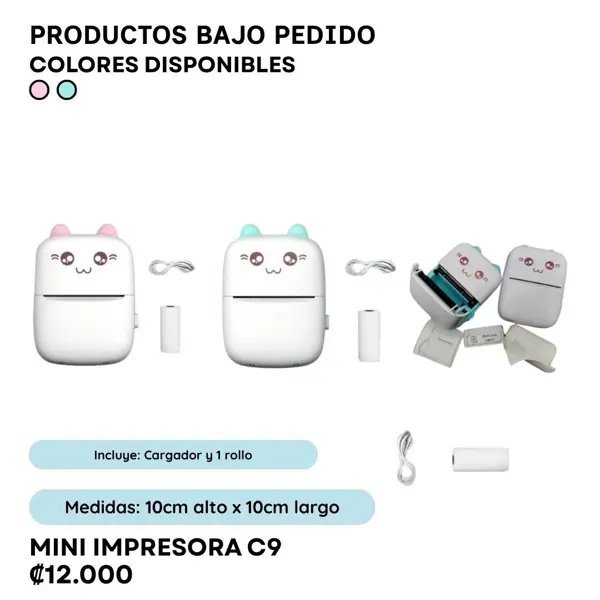 PRODUCTOS BAJO PEDIDO
COLORES DISPONIBLES
Incluye: Cargador y 1 rollo
Medidas: 10cm alto x 10cm largo
MINI IMPRESORA C9
₡12.000